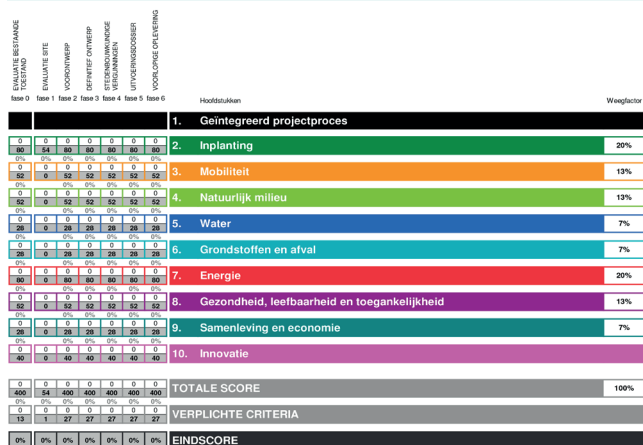 EVALUATIE BESTAANDE TOESTAND
EVALUATIE SITE
VOORONTWERP
DEFINITIEF ONTWERP
STEDENBOUWKUNDIGE VERGUNNINGEN
UITVOERINGSDOSSIER
VOORLOPIGE OPLEVERING
fase 0 fase 1 fase 2 fase 3 fase 4 fase 5 fase 6 Hoofdstukken Weegfactor
1. Geïntegreerd projectproces
0 0 0 0 0 0 0
80 54 80 80 80 80 80 2. Inplanting 20%
0% 0% 0% 0% 0% 0% 0%
0 0 0 0 0 0 0
52 0 52 52 52 52 52 3. Mobiliteit 13%
0% 0% 0% 0% 0% 0%
0 0 0 0 0 0 0
52 0 52 52 52 52 52 4. Natuurlijk milieu 13%
0% 0% 0% 0% 0% 0%
0 0 0 0 0 0 0
28 0 28 28 28 28 28 5. Water 7%
0% 0% 0% 0% 0% 0%
0 0 0 0 0 0 0
28 0 28 28 28 28 28 6. Grondstoffen en afval 7%
0% 0% 0% 0% 0% 0%
0 0 0 0 0 0 0
80 0 80 80 80 80 80 7. Energie 20%
0% 0% 0% 0% 0% 0%
0 0 0 0 0 0 0
52 0 52 52 52 52 52 8. Gezondheid, leefbaarheid en toegankelijkheid 13%
0% 0% 0% 0% 0% 0%
0 0 0 0 0 0 0
28 0 28 28 28 28 28 9. Samenleving en economie 7%
0% 0% 0% 0% 0% 0%
0 0 0 0 0 0 0
40 0 40 40 40 40 40 10. Innovatie
0 0 0 0 0 0 0
400 54 400 400 400 400 400 TOTALE SCORE 100%
0% 0% 0% 0% 0% 0% 0%
0 0 0 0 0 0 0
13 1 27 27 27 27 27 VERPLICHTE CRITERIA
0% 0% 0% 0% 0% 0% 0% EINDSCORE